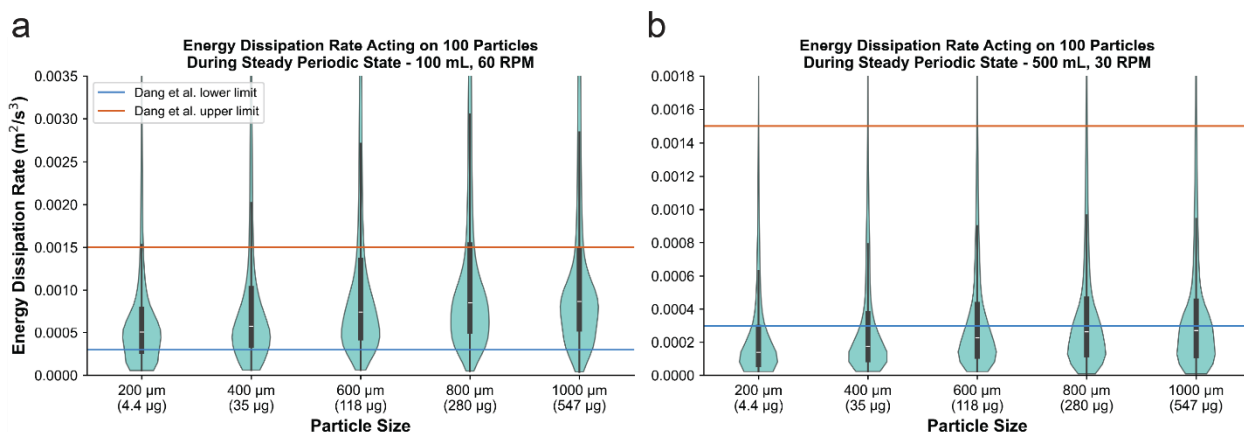 a
Energy Dissipation Rate Acting on 100 Particles
During Steady Periodic State - 100 mL, 60 RPM
Energy Dissipation Rate (m²/s³)
0.0035
0.0030
0.0025
0.0020
0.0015
0.0010
0.0005
0.0000
Dang et al. lower limit
Dang et al. upper limit
200 µm 400 µm 600 µm 800 µm 1000 µm
(4.4 µg) (35 µg) (118 µg) (280 µg) (547 µg)
Particle Size
b
Energy Dissipation Rate Acting on 100 Particles
During Steady Periodic State - 500 mL, 30 RPM
0.0018
0.0016
0.0014
0.0012
0.0010
0.0008
0.0006
0.0004
0.0002
0.0000
200 µm 400 µm 600 µm 800 µm 1000 µm
(4.4 µg) (35 µg) (118 µg) (280 µg) (547 µg)
Particle Size